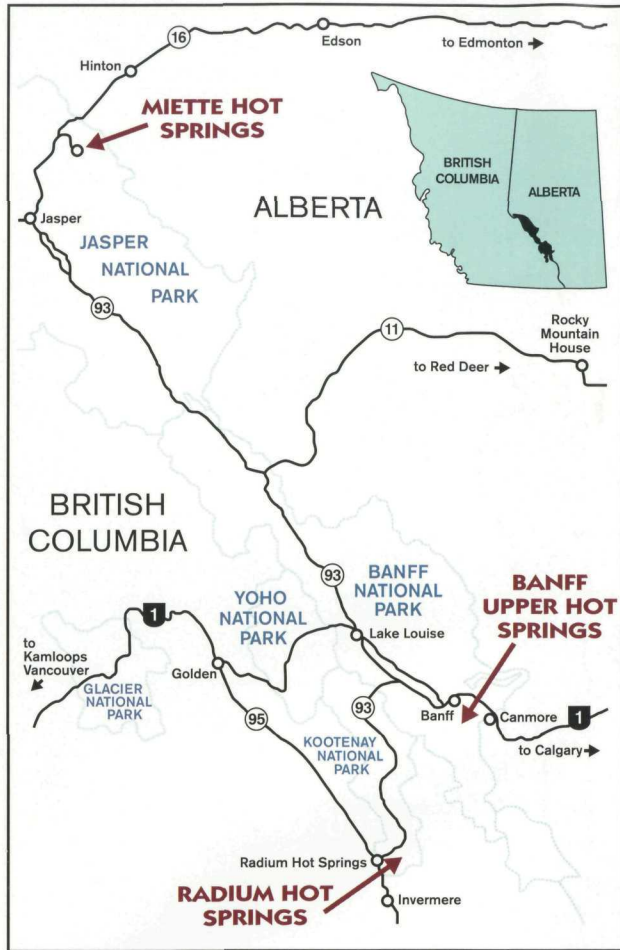 16
Edson
to Edmonton
Hinton
MIETTE HOT
SPRINGS
BRITISH
COLUMBIA
ALBERTA
ALBERTA
Jasper
JASPER
NATIONAL
PARK
93
11
Rocky
Mountain
House
to Red Deer
BRITISH
COLUMBIA
93
BANFF
NATIONAL
PARK
BANFF
UPPER HOT
SPRINGS
YOHO
NATIONAL
PARK
1
Lake Louise
to
Kamloops
Vancouver
Golden
GLACIER
NATIONAL
PARK
95
93
KOOTENAY
NATIONAL
PARK
Banff
Canmore
1
to Calgary
Radium Hot Springs
RADIUM HOT
SPRINGS
Invermere